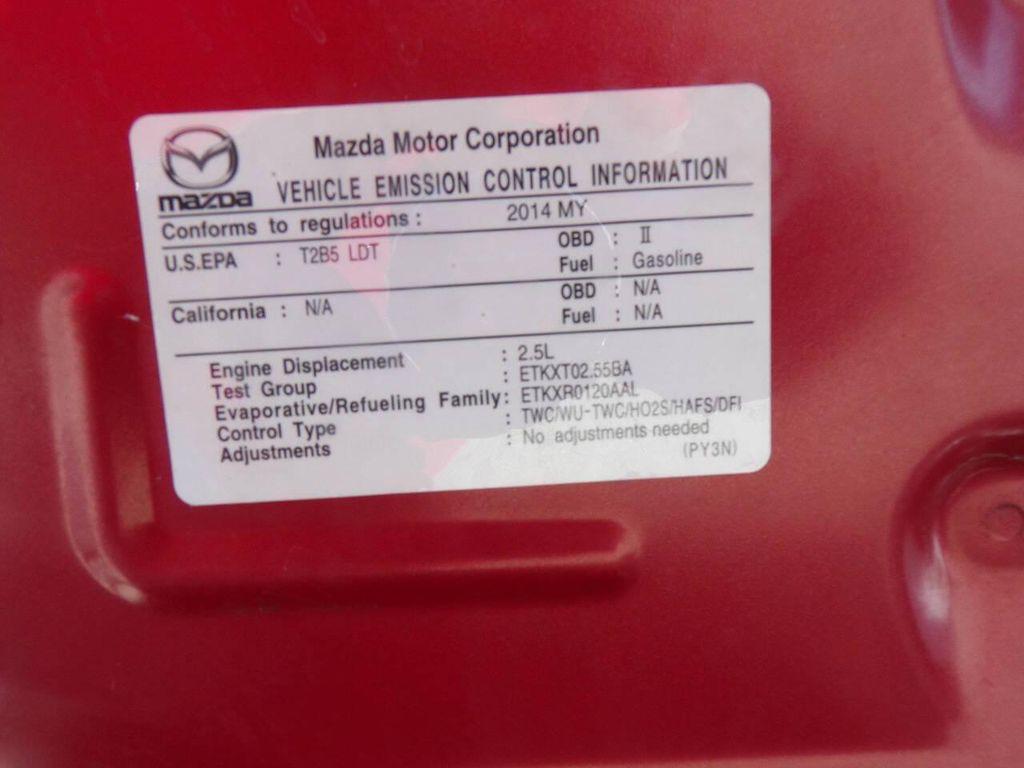 Mazda Motor Corporation
mazda
VEHICLE EMISSION CONTROL INFORMATION
Conforms to regulations : 2014 MY
U.S.EPA : T2B5 LDT OBD : II
Fuel : Gasoline
California : N/A OBD : N/A
Fuel : N/A
Engine Displacement : 2.5L
Test Group : ETKXT02.55BA
Evaporative/Refueling Family : ETKXR0120AAL
Control Type : TWC/WU-TWC/HO2S/HAFS/DFI
Adjustments : No adjustments needed
(PY3N)